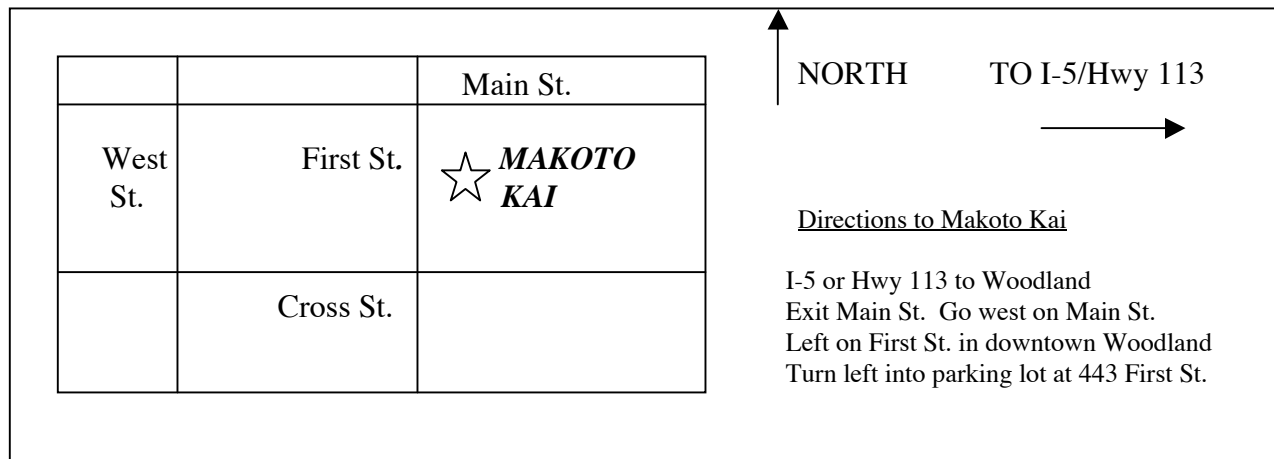 NORTH TO I-5/Hwy 113
Main St.
West
St.
First St.
MAKOTO
KAI
Cross St.
Directions to Makoto Kai
I-5 or Hwy 113 to Woodland
Exit Main St. Go west on Main St.
Left on First St. in downtown Woodland
Turn left into parking lot at 443 First St.